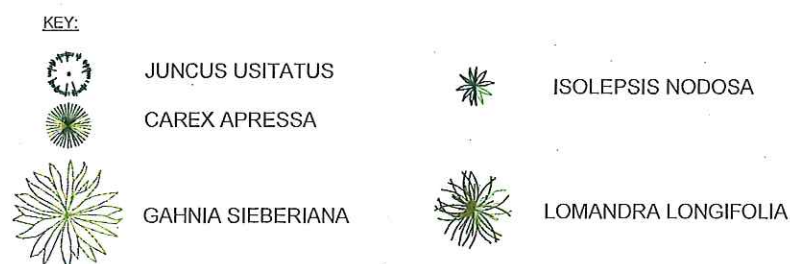 KEY:
JUNCUS USITATUS
CAREX APRESSA
GAHNIA SIEBERIANA
ISOLEPSIS NODOSA
LOMANDRA LONGIFOLIA